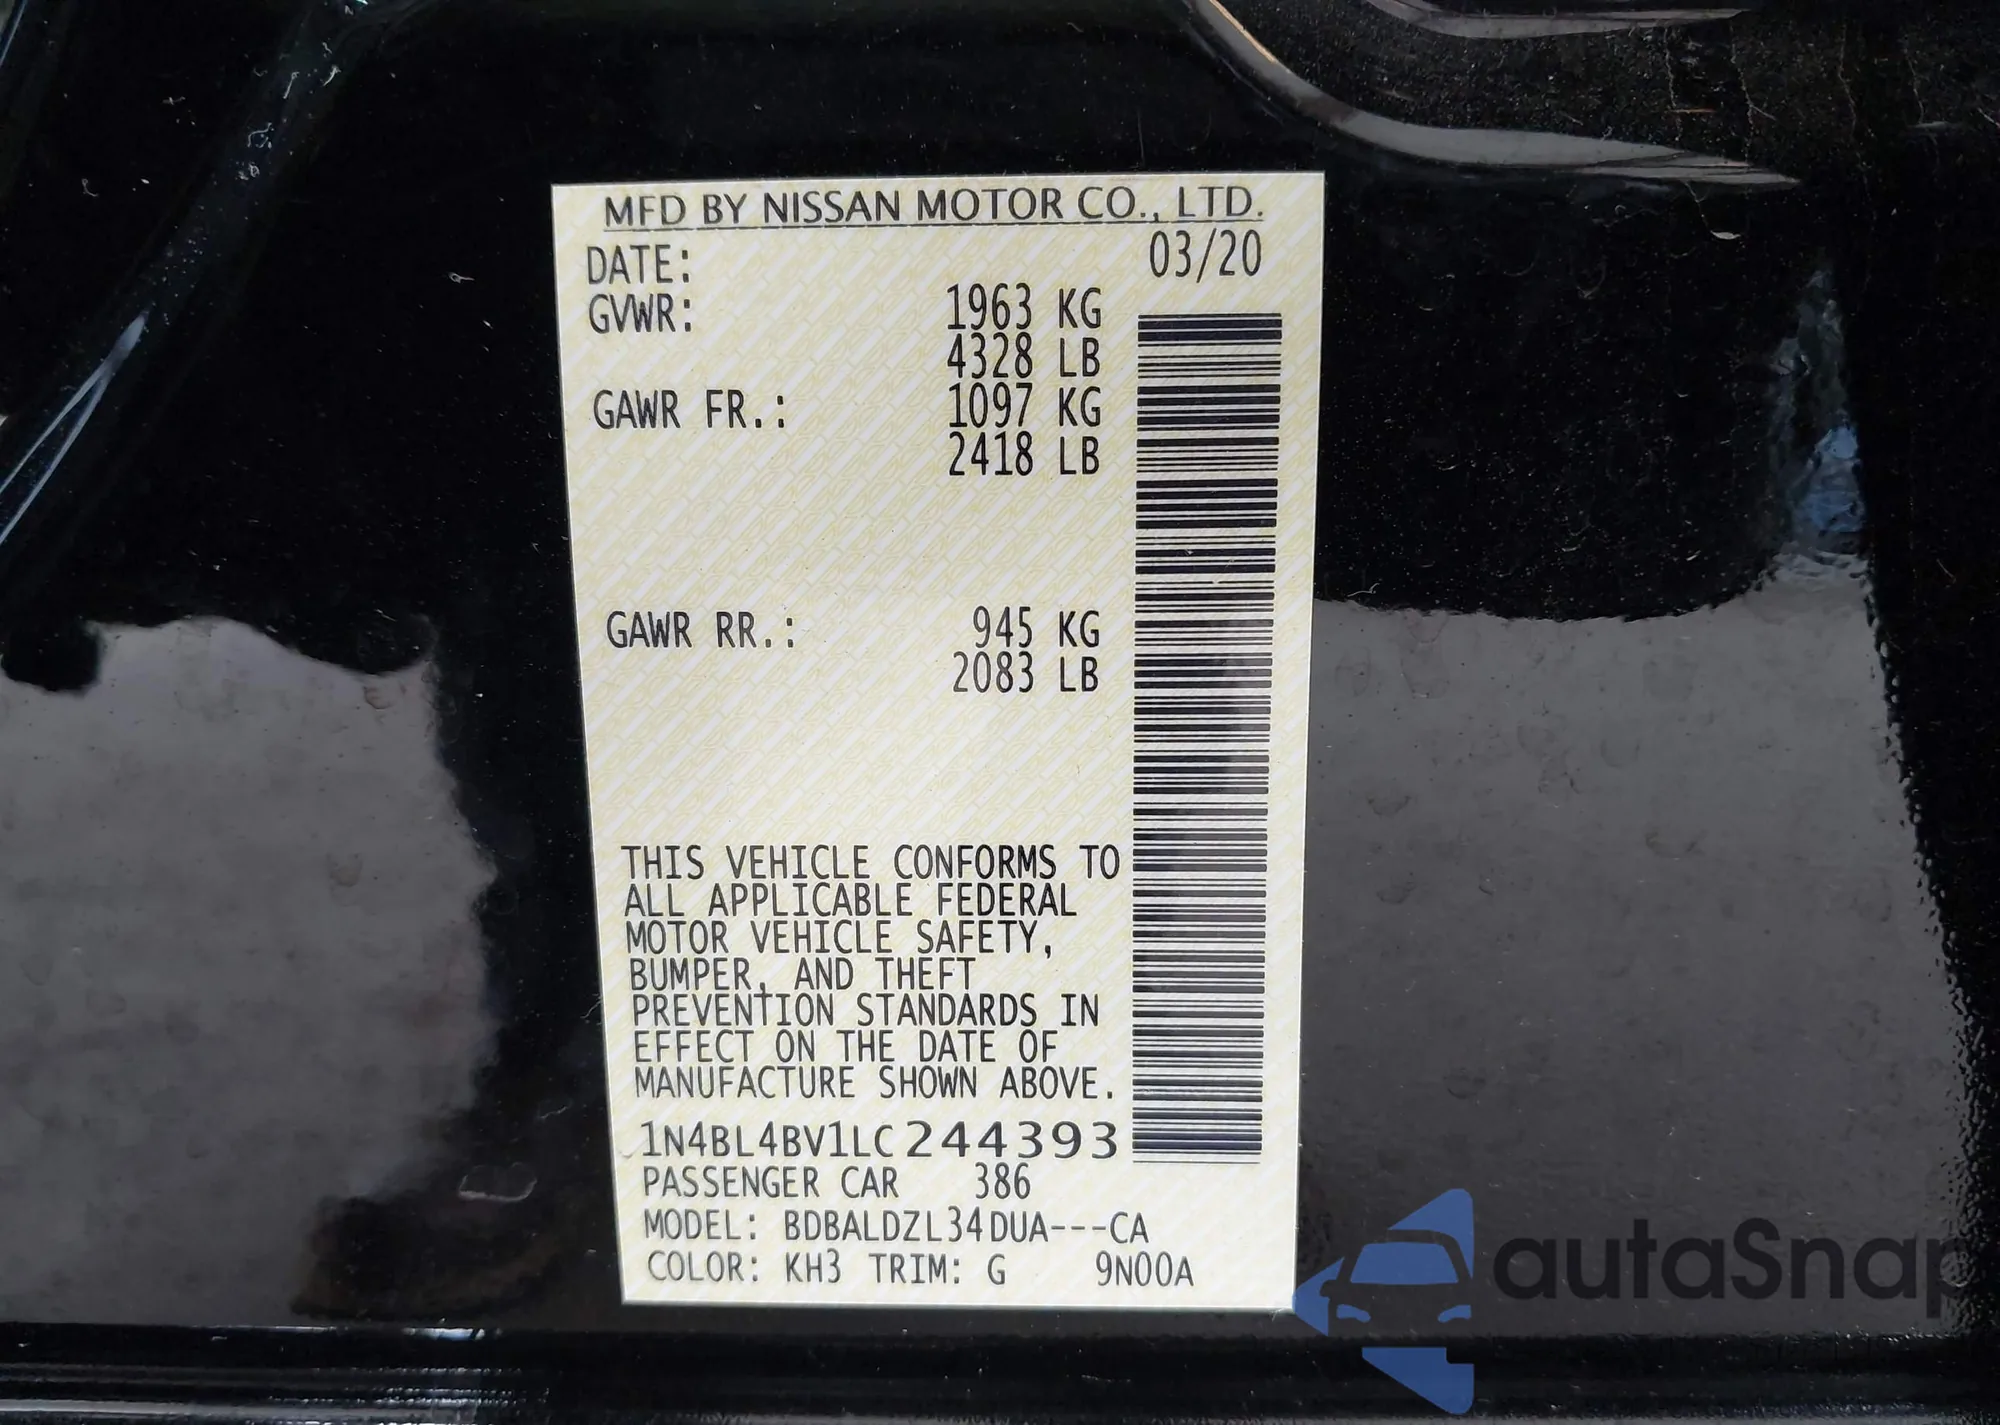 MFD BY NISSAN MOTOR CO., LTD.
DATE: 03/20
GVWR: 1963 KG
4328 LB
GAWR FR.: 1097 KG
2418 LB
GAWR RR.: 945 KG
2083 LB
THIS VEHICLE CONFORMS TO
ALL APPLICABLE FEDERAL
MOTOR VEHICLE SAFETY,
BUMPER, AND THEFT
PREVENTION STANDARDS IN
EFFECT ON THE DATE OF
MANUFACTURE SHOWN ABOVE.
1N4BL4BV1LC244393
PASSENGER CAR 386
MODEL: BDBALDZL34DUA---CA
COLOR: KH3 TRIM: G 9N00A
autaSnap